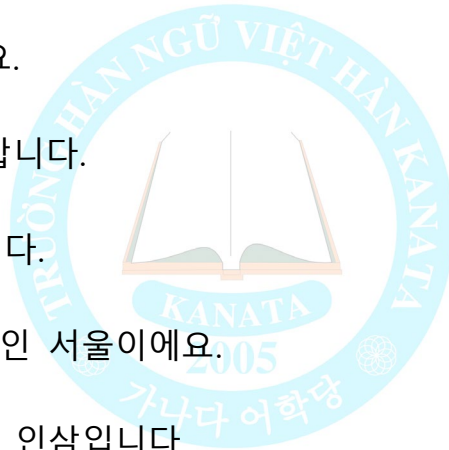 요.
합니다.
다.
인 서울이에요.
인삼입니다
TRƯỜNG HÀN NGỮ VIỆT HÀN KANATA
KANATA
2005
가나다 어학당